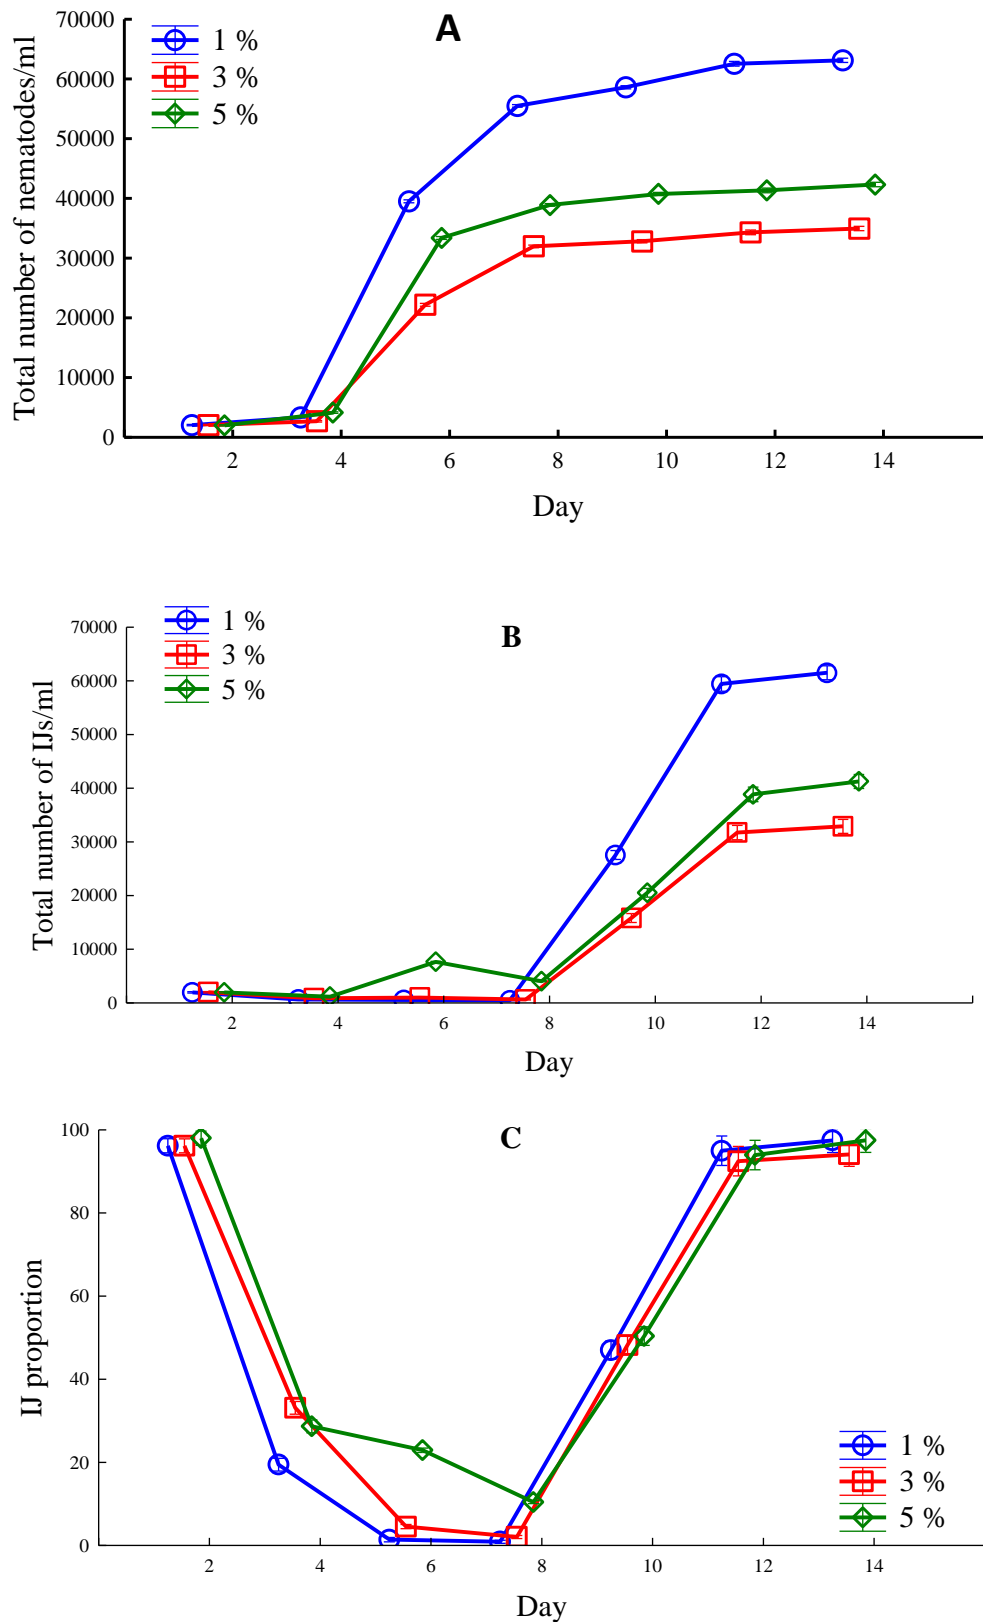 A
1 %
3 %
5 %
Total number of nematodes/ml
70000
60000
50000
40000
30000
20000
10000
0
2 4 6 8 10 12 14
Day
B
1 %
3 %
5 %
Total number of IJs/ml
70000
60000
50000
40000
30000
20000
10000
0
2 4 6 8 10 12 14
Day
C
IJ proportion
100
80
60
40
20
0
1 %
3 %
5 %
2 4 6 8 10 12 14
Day